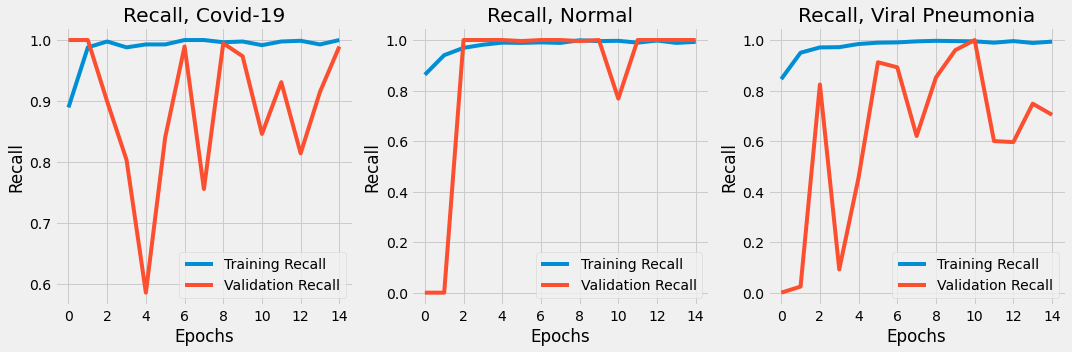 Recall, Covid-19
1.0
0.9
0.8
0.7
0.6
Recall
Training Recall
Validation Recall
0 2 4 6 8 10 12 14
Epochs
Recall, Normal
1.0
0.8
0.6
0.4
0.2
0.0
Recall
Training Recall
Validation Recall
0 2 4 6 8 10 12 14
Epochs
Recall, Viral Pneumonia
1.0
0.8
0.6
0.4
0.2
0.0
Recall
Training Recall
Validation Recall
0 2 4 6 8 10 12 14
Epochs